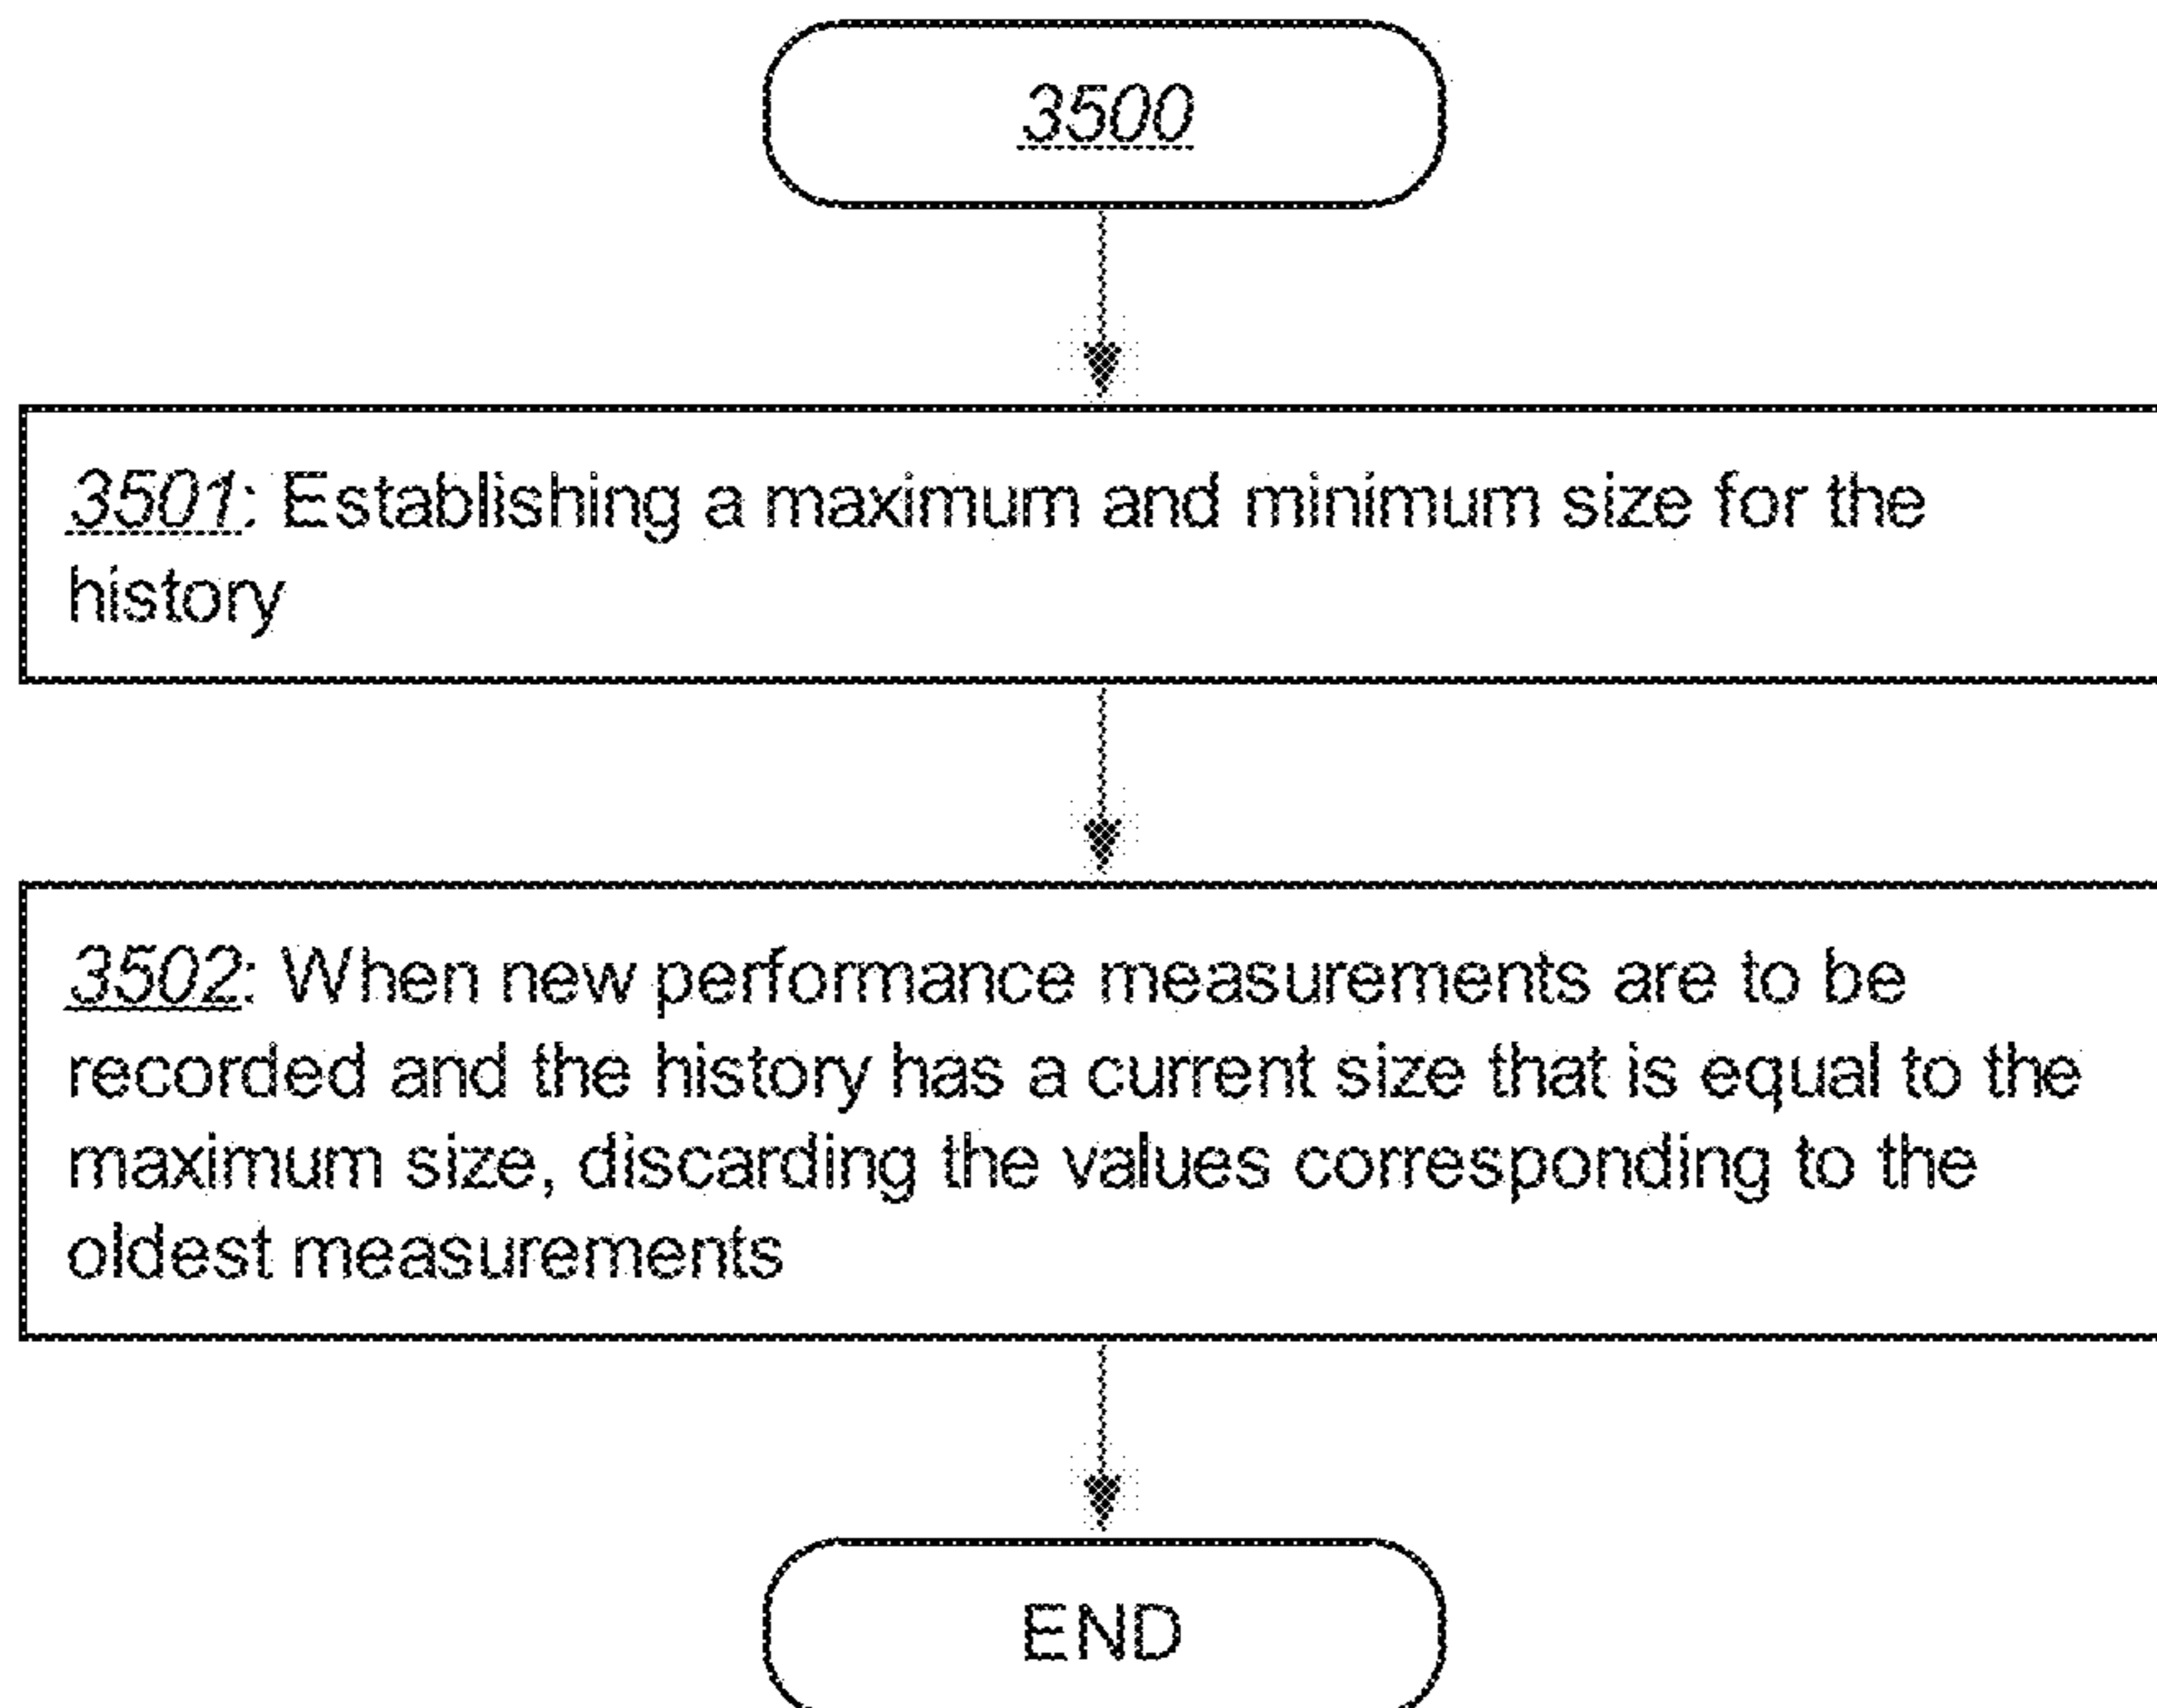 3500
3501: Establishing a maximum and minimum size for the
history
3502: When new performance measurements are to be
recorded and the history has a current size that is equal to the
maximum size, discarding the values corresponding to the
oldest measurements
END